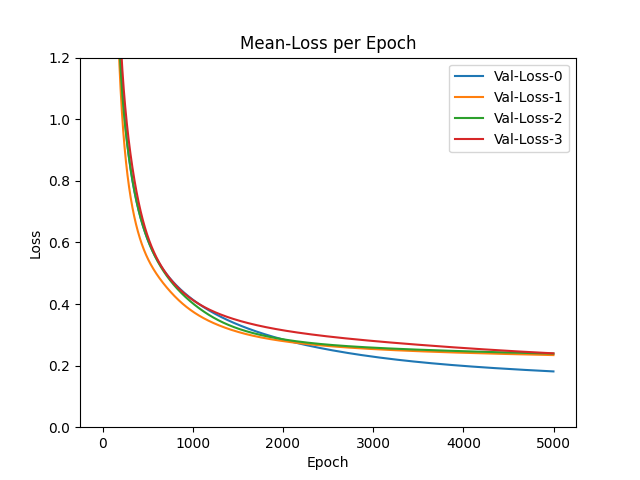 Mean-Loss per Epoch
1.2
1.0
0.8
0.6
0.4
0.2
0.0
Loss
Val-Loss-0
Val-Loss-1
Val-Loss-2
Val-Loss-3
0 1000 2000 3000 4000 5000
Epoch